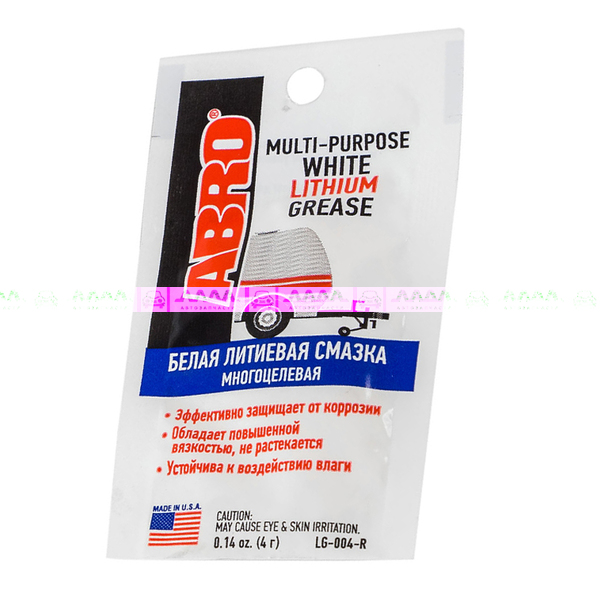 ABRO®
MULTI-PURPOSE
WHITE
LITHIUM
GREASE
БЕЛАЯ ЛИТИЕВАЯ СМАЗКА
МНОГОЦЕЛЕВАЯ
• Эффективно защищает от коррозии
• Обладает повышенной
вязкостью, не растекается
• Устойчива к воздействию влаги
MADE IN U.S.A.
CAUTION:
MAY CAUSE EYE & SKIN IRRITATION.
0.14 oz. (4 г) LG-004-R